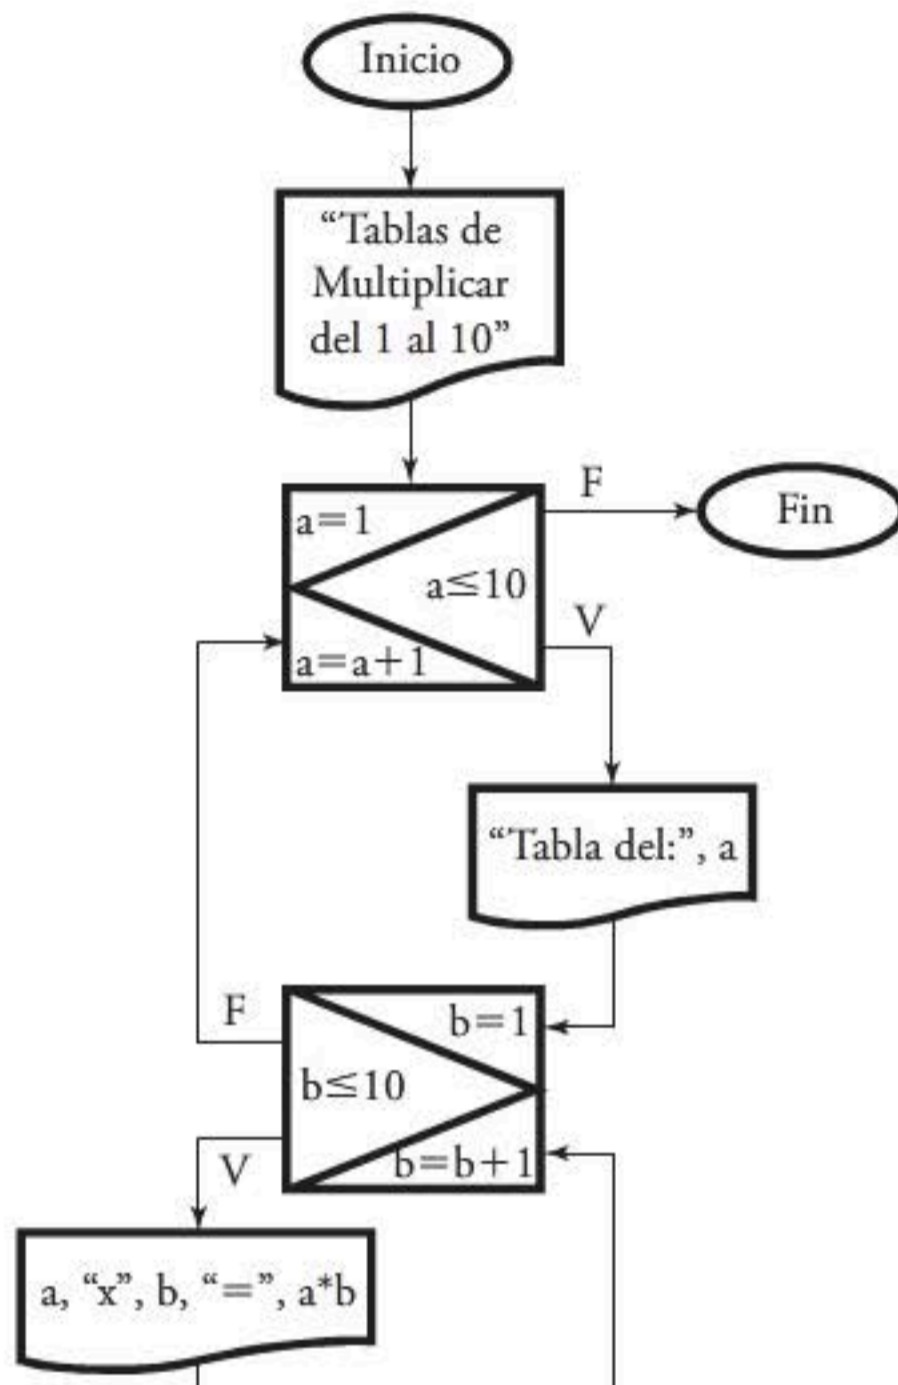 Inicio
“Tablas de
Multiplicar
del 1 al 10”
a=1
F
Fin
a≤10
V
a=a+1
“Tabla del:”, a
F
b=1
b≤10
V
b=b+1
a, “x”, b, “=”, a*b